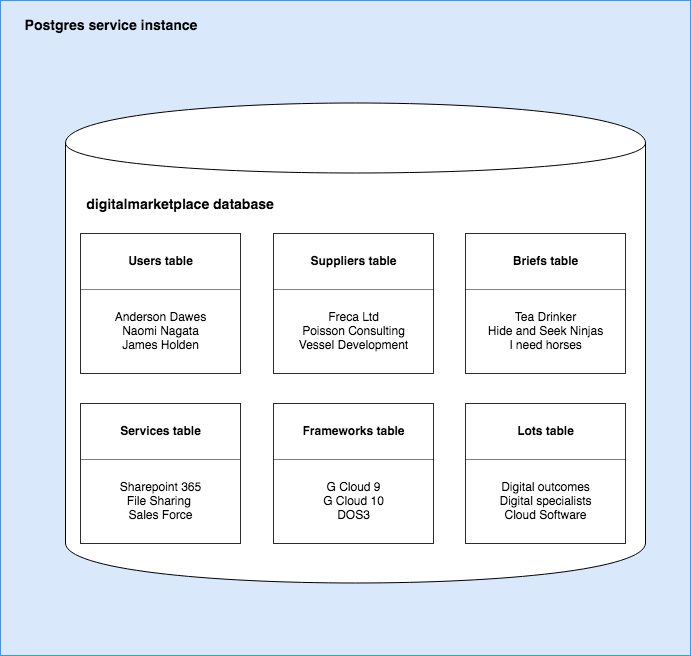 Postgres service instance
digitalmarketplace database
Users table
Anderson Dawes
Naomi Nagata
James Holden
Suppliers table
Freca Ltd
Poisson Consulting
Vessel Development
Briefs table
Tea Drinker
Hide and Seek Ninjas
I need horses
Services table
Sharepoint 365
File Sharing
Sales Force
Frameworks table
G Cloud 9
G Cloud 10
DOS3
Lots table
Digital outcomes
Digital specialists
Cloud Software